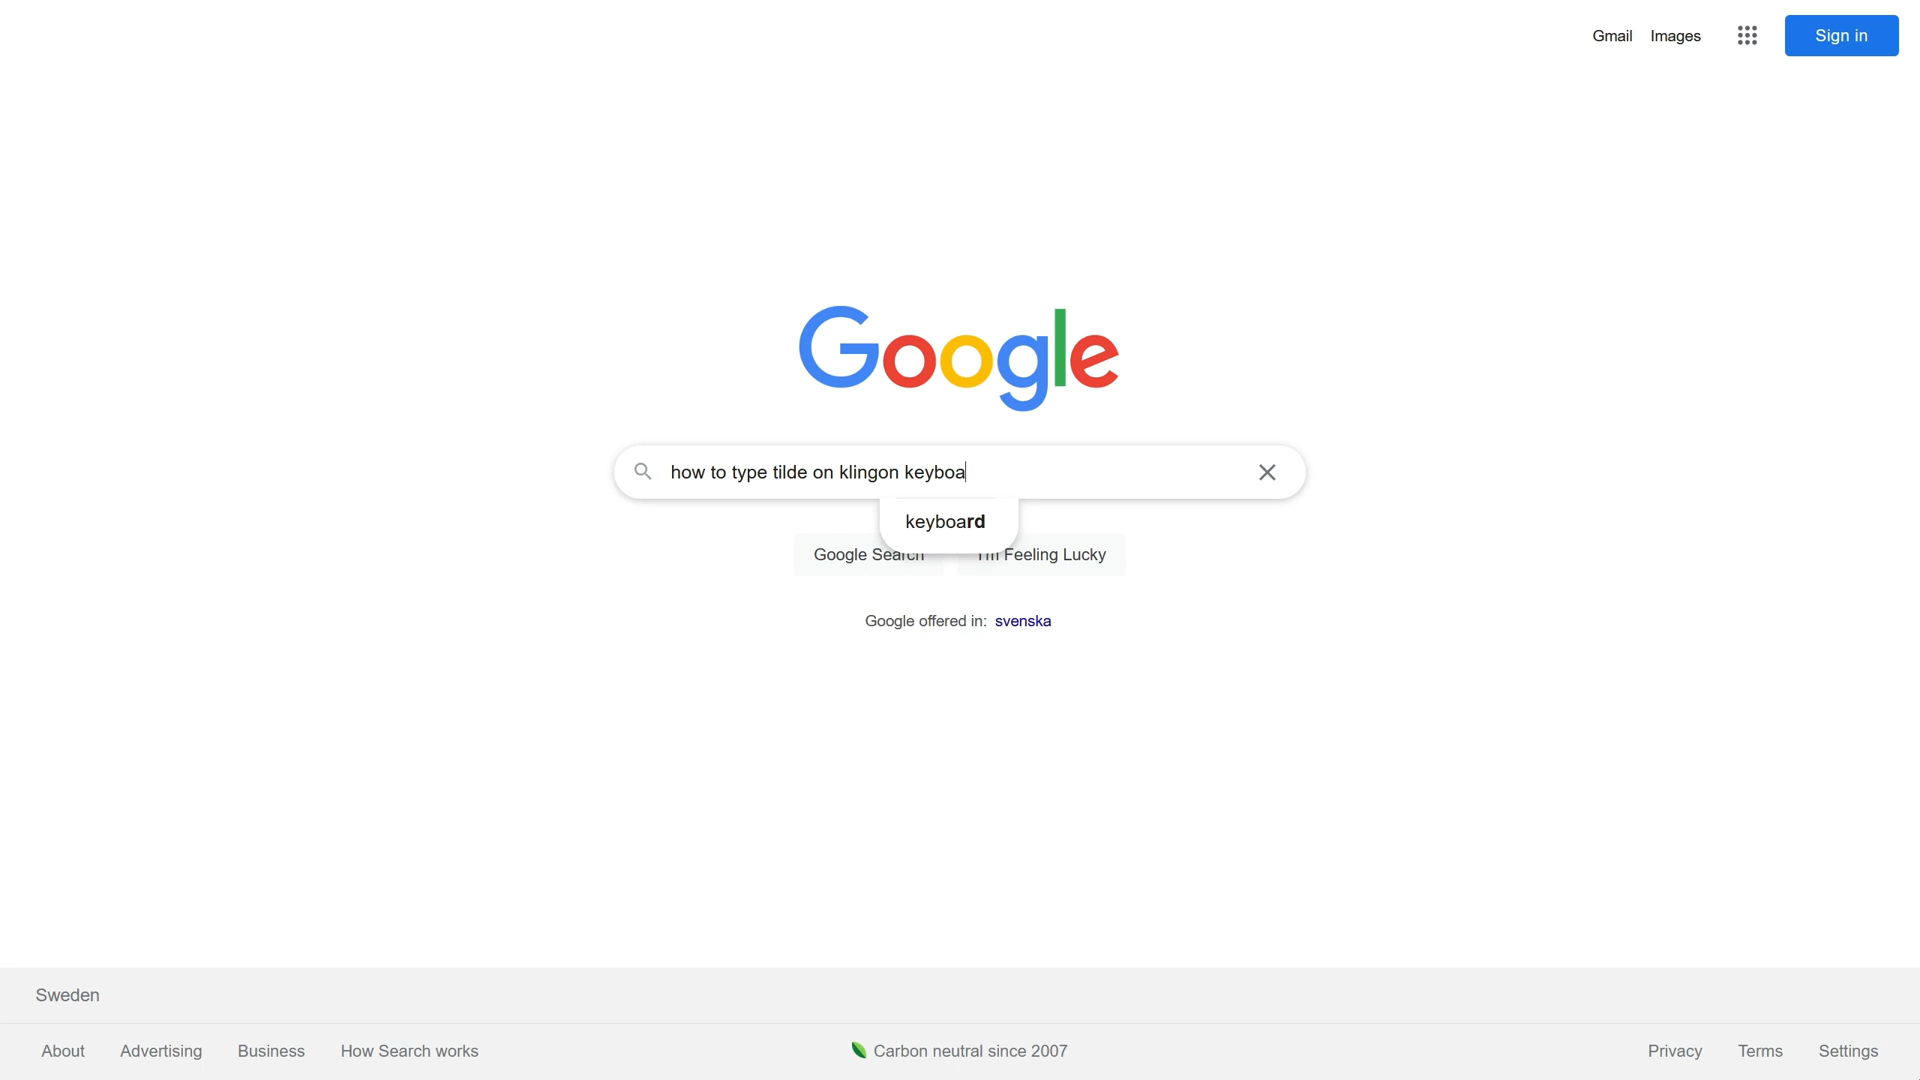 Gmail Images Sign in
Google
how to type tilde on klingon keyboa
keyboard
Google Search I'm Feeling Lucky
Google offered in: svenska
Sweden
About Advertising Business How Search works Carbon neutral since 2007 Privacy Terms Settings